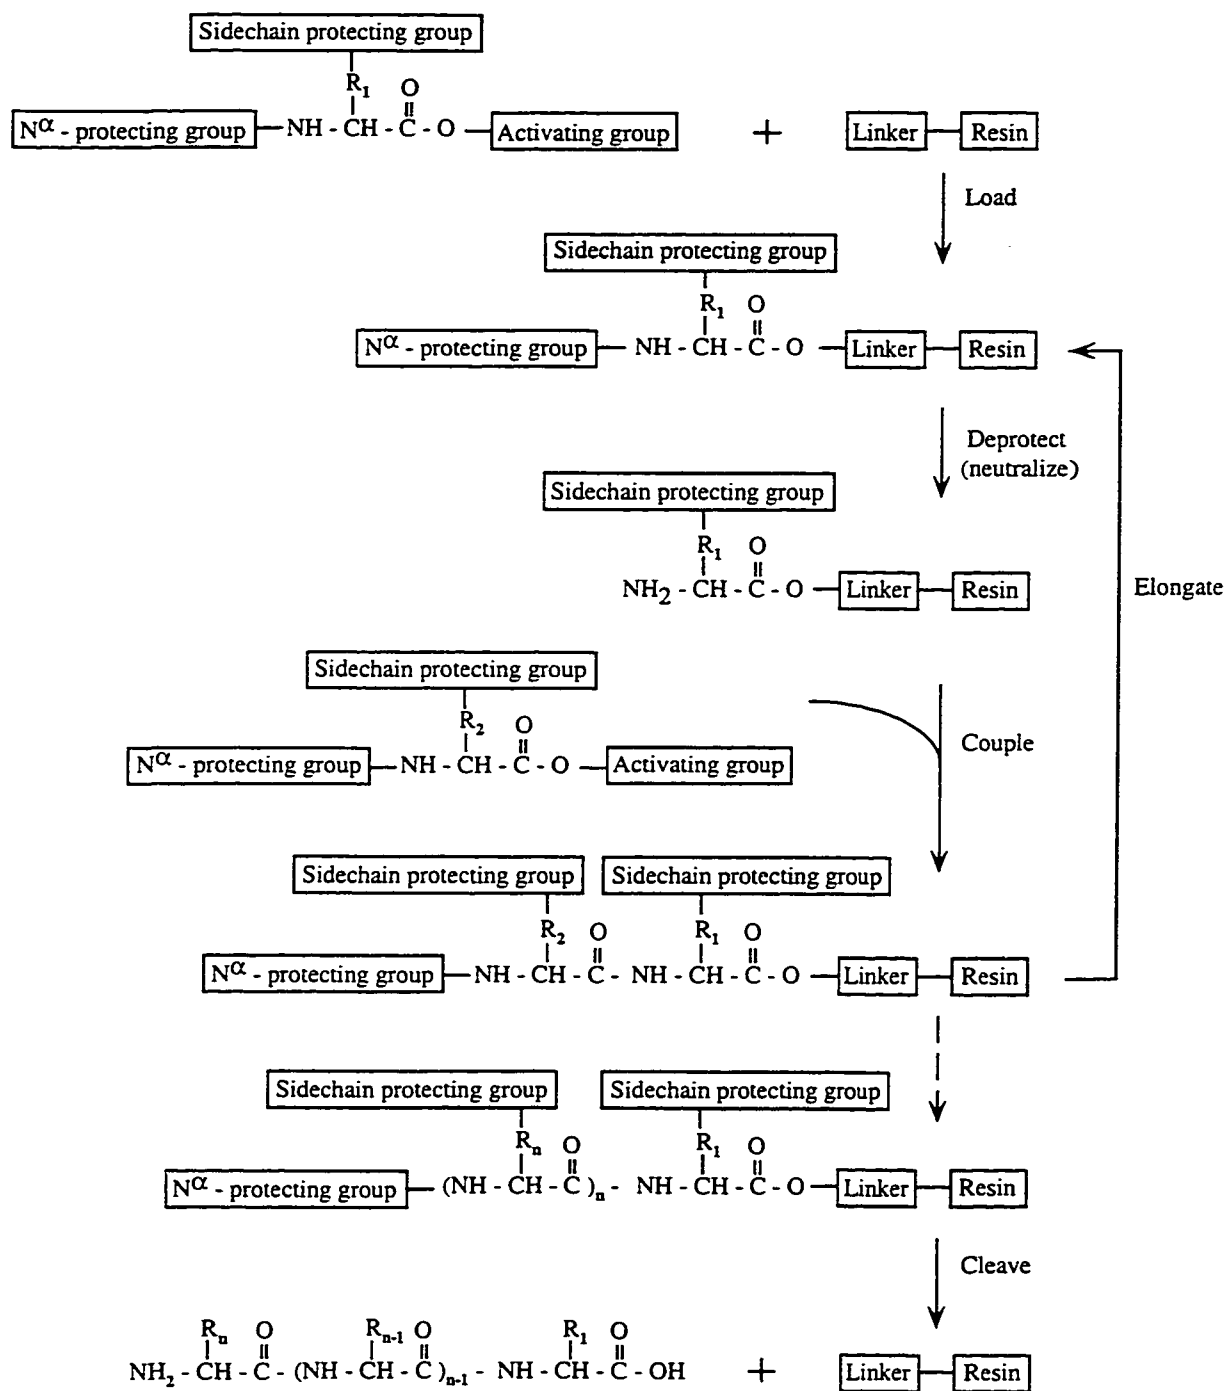 Sidechain protecting group
R₁ O
Nα - protecting group NH - CH - C - O Activating group + Linker Resin
Load
Sidechain protecting group
R₁ O
Nα - protecting group NH - CH - C - O Linker Resin
Deprotect
(neutralize)
Sidechain protecting group
R₁ O
NH₂ - CH - C - O Linker Resin
Elongate
Sidechain protecting group
R₂ O
Couple
Nα - protecting group NH - CH - C - O Activating group
Sidechain protecting group Sidechain protecting group
R₂ O R₁ O
Nα - protecting group NH - CH - C - NH - CH - C - O Linker Resin
Sidechain protecting group Sidechain protecting group
Rₙ O R₁ O
Nα - protecting group (NH - CH - C)ₙ - NH - CH - C - O Linker Resin
Cleave
Rₙ O Rₙ₋₁ O R₁ O
NH₂ - CH - C - (NH - CH - C)ₙ₋₁ - NH - CH - C - OH + Linker Resin